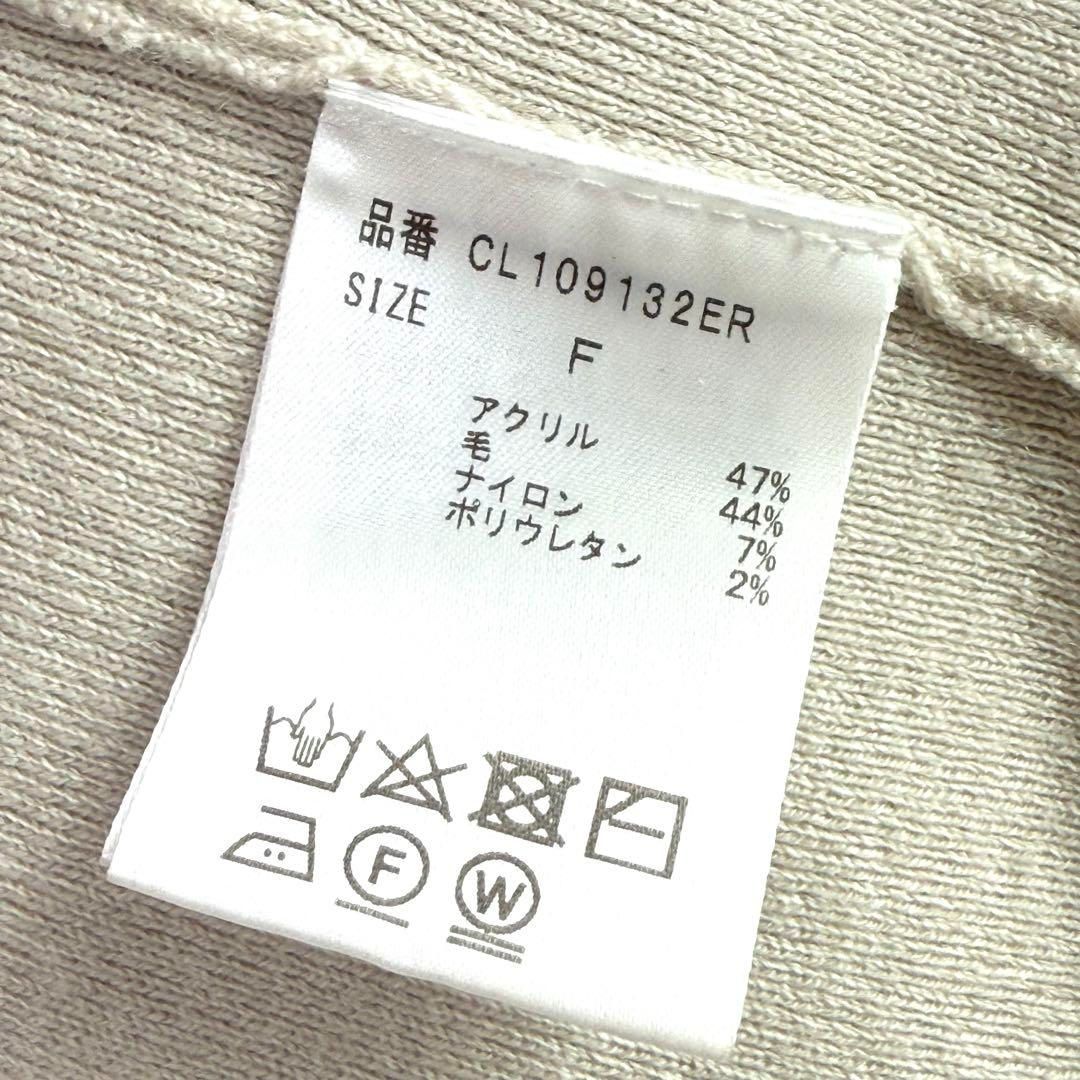 品番 CL109132ER
SIZE
F
アクリル 47%
毛 44%
ナイロン 7%
ポリウレタン 2%
F
W